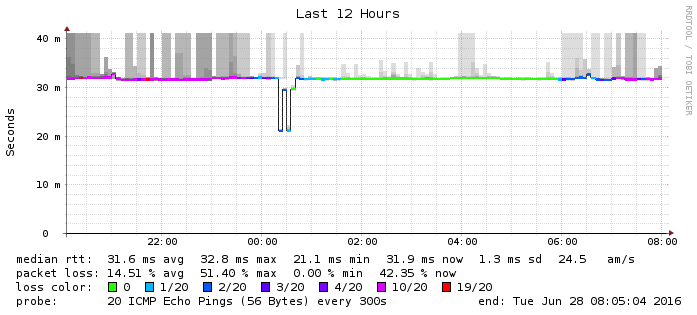 Last 12 Hours
RRDTOOL / TOBI OETIKER
Seconds
40 m
30 m
20 m
10 m
0
22:00 00:00 02:00 04:00 06:00 08:00
median rtt: 31.6 ms avg 32.8 ms max 21.1 ms min 31.9 ms now 1.3 ms sd 24.5 am/s
packet loss: 14.51 % avg 51.40 % max 0.00 % min 42.35 % now
loss color: 0 1/20 2/20 3/20 4/20 10/20 19/20
probe: 20 ICMP Echo Pings (56 Bytes) every 300s end: Tue Jun 28 08:05:04 2016